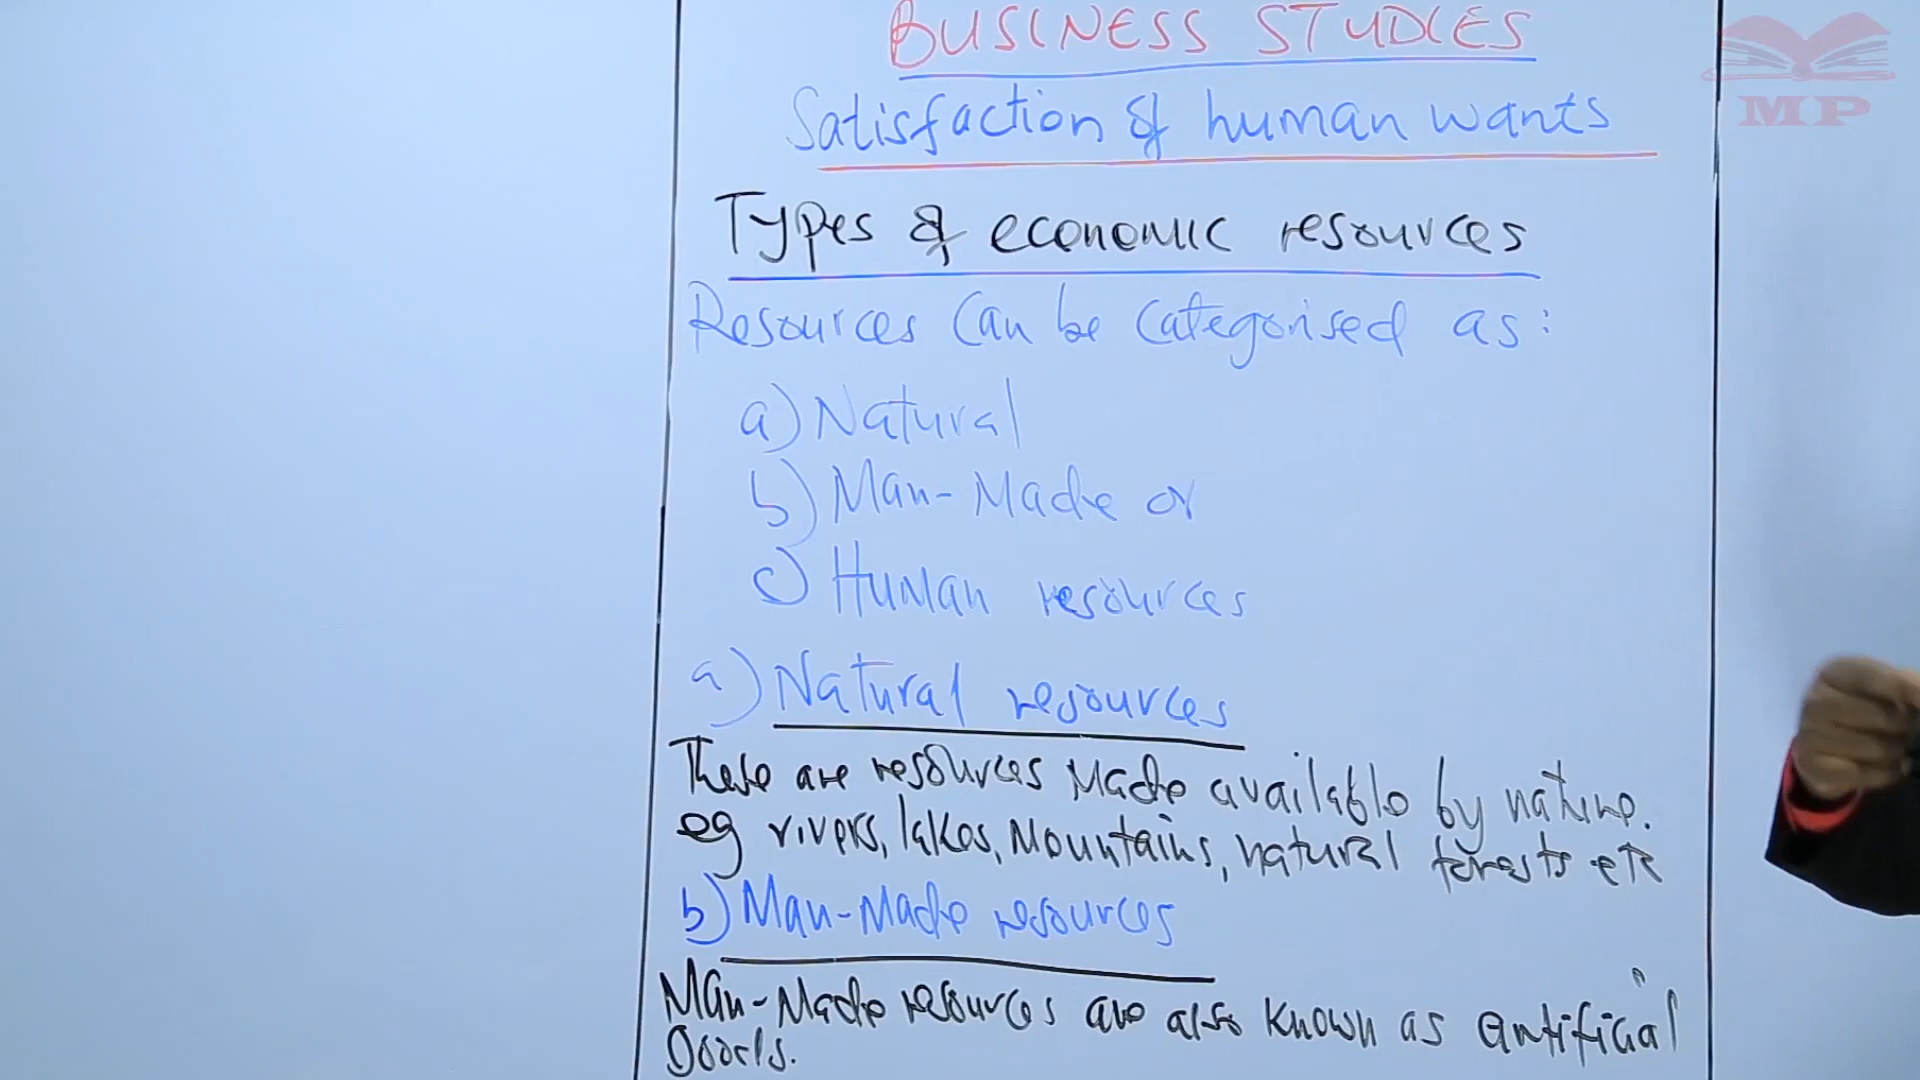 BUSINESS STUDIES
MP
Satisfaction of human wants
Types of economic resources
Resources can be categorised as:
a) Natural
b) Man-Made or
c) Human resources
a) Natural resources
These are resources Made available by nature.
eg rivers, lakes, Mountains, natural forests etc
b) Man-Made resources
Man-Made resources are also known as artificial
Goods.